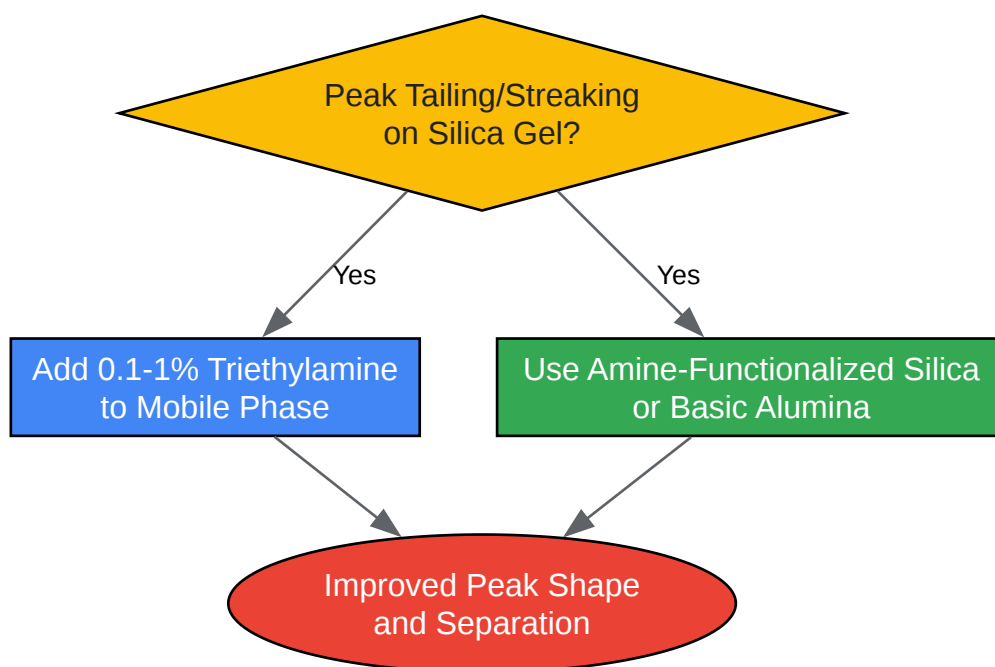 Peak Tailing/Streaking
on Silica Gel?
Yes
Yes
Add 0.1-1% Triethylamine
to Mobile Phase
Use Amine-Functionalized Silica
or Basic Alumina
Improved Peak Shape
and Separation